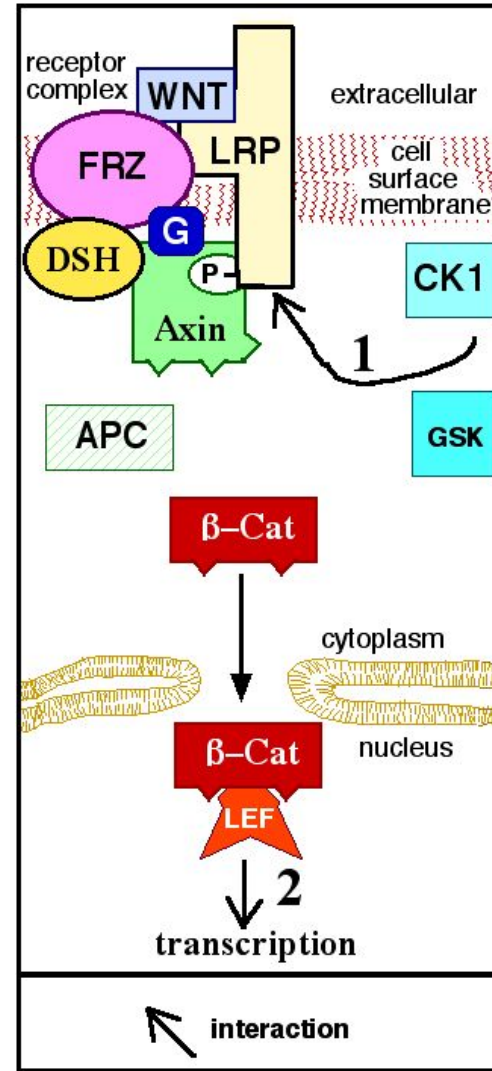 receptor
complex
WNT
extracellular
FRZ
LRP
cell
surface
membrane
G
DSH
P
CK1
Axin
1
APC
GSK
β–Cat
cytoplasm
β–Cat
nucleus
LEF
2
transcription
interaction